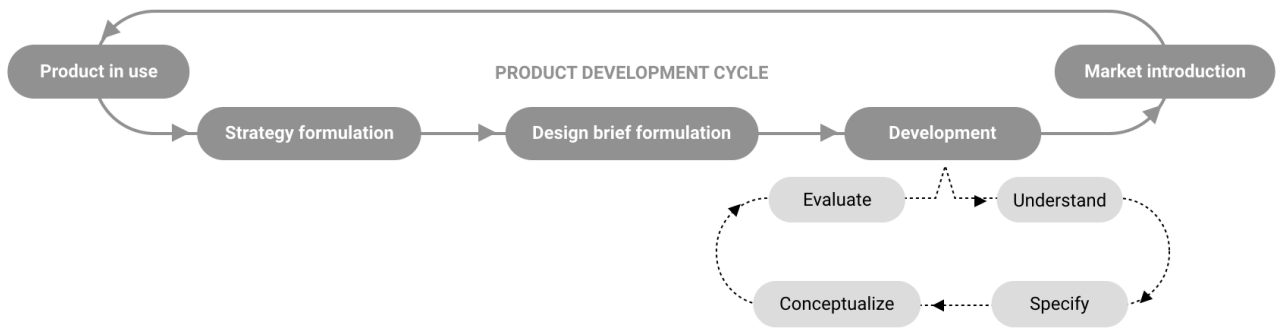 Product in use
PRODUCT DEVELOPMENT CYCLE
Market introduction
Strategy formulation
Design brief formulation
Development
Evaluate
Understand
Conceptualize
Specify